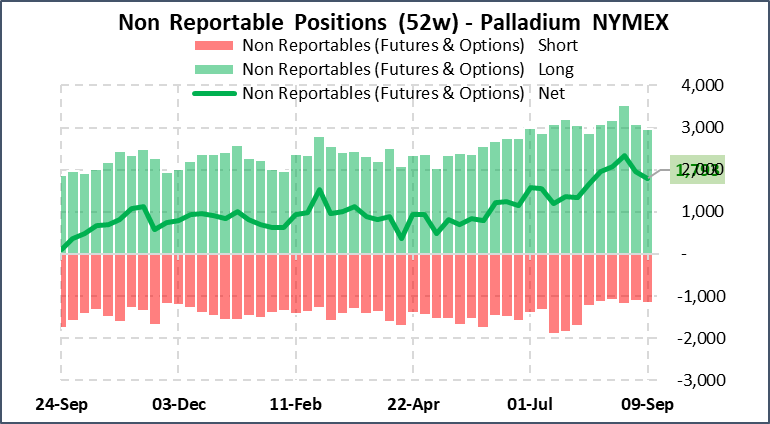 Non Reportable Positions (52w) - Palladium NYMEX
Non Reportables (Futures & Options) Short
Non Reportables (Futures & Options) Long
Non Reportables (Futures & Options) Net
4,000
3,000
2,000
1,000
-
-1,000
-2,000
-3,000
24-Sep 03-Dec 11-Feb 22-Apr 01-Jul 09-Sep